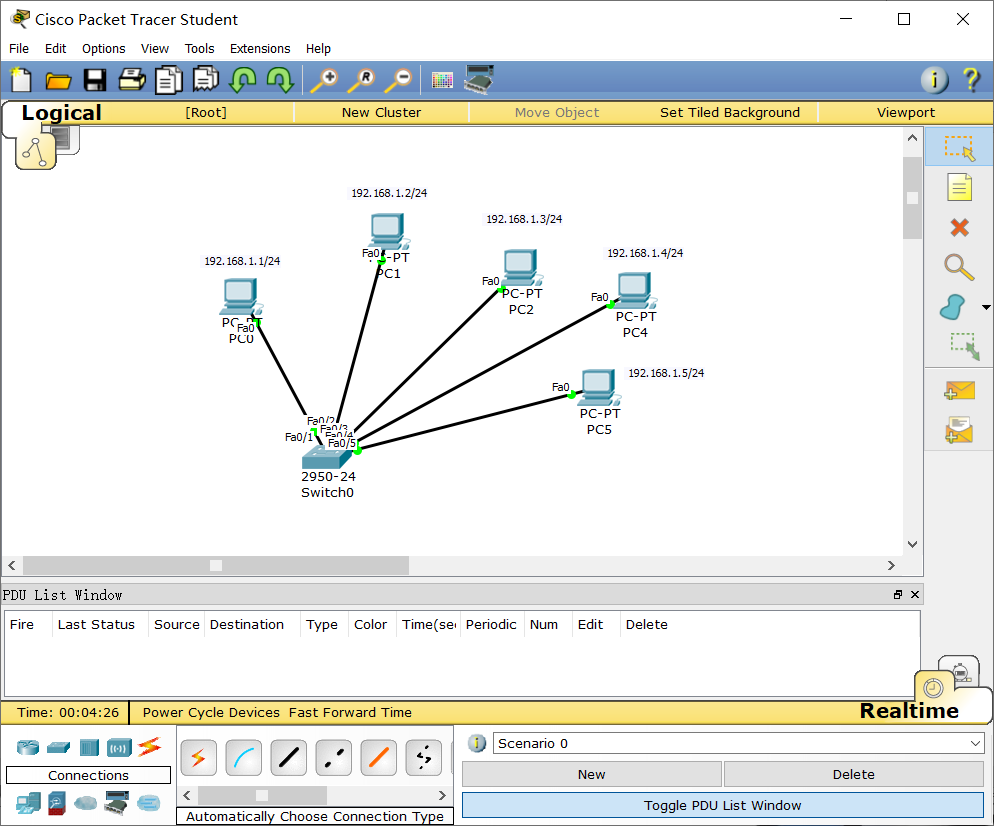 Cisco Packet Tracer Student
File Edit Options View Tools Extensions Help
Logical [Root] New Cluster Move Object Set Tiled Background Viewport
192.168.1.2/24
192.168.1.3/24
192.168.1.4/24
192.168.1.1/24
Fa0
C-PT
PC1
Fa0
PC-PT
PC2
Fa0
PC-PT
PC4
PC-PT
Fa0
PC0
192.168.1.5/24
Fa0
PC-PT
PC5
Fa0/2
Fa0/3
Fa0/1
Fa0/4
Fa0/5
2950-24
Switch0
PDU List Window
Fire Last Status Source Destination Type Color Time(sec Periodic Num Edit Delete
Time: 00:04:26 Power Cycle Devices Fast Forward Time Realtime
Scenario 0
Connections
New Delete
Toggle PDU List Window
Automatically Choose Connection Type